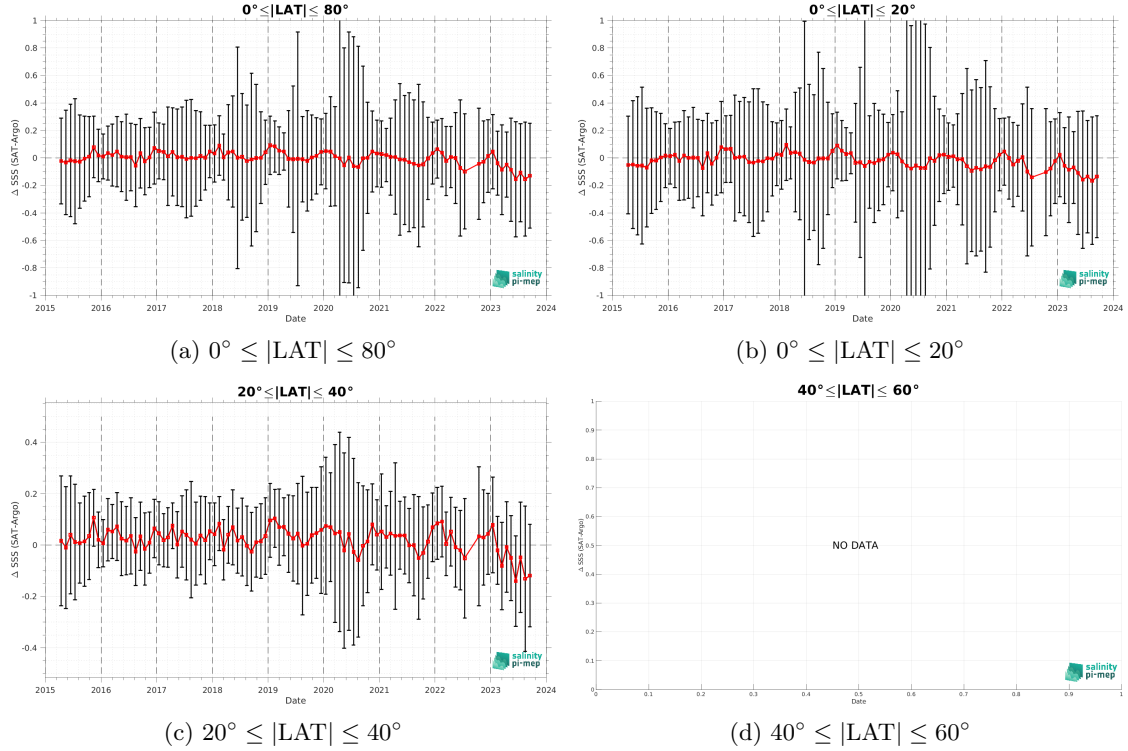 0°≤|LAT|≤ 80°
1
0.8
0.6
0.4
0.2
0
-0.2
-0.4
-0.6
-0.8
-1
Δ SSS (SAT-Argo)
2015 2016 2017 2018 2019 2020 2021 2022 2023 2024
Date
salinity
pi-mep
(a) 0° ≤ |LAT| ≤ 80°
0°≤|LAT|≤ 20°
1
0.8
0.6
0.4
0.2
0
-0.2
-0.4
-0.6
-0.8
-1
Δ SSS (SAT-Argo)
2015 2016 2017 2018 2019 2020 2021 2022 2023 2024
Date
salinity
pi-mep
(b) 0° ≤ |LAT| ≤ 20°
20°≤|LAT|≤ 40°
0.4
0.2
0
-0.2
-0.4
Δ SSS (SAT-Argo)
2015 2016 2017 2018 2019 2020 2021 2022 2023 2024
Date
salinity
pi-mep
(c) 20° ≤ |LAT| ≤ 40°
40°≤|LAT|≤ 60°
1
0.9
0.8
0.7
0.6
0.5
0.4
0.3
0.2
0.1
0
Δ SSS (SAT-Argo)
NO DATA
0 0.1 0.2 0.3 0.4 0.5 0.6 0.7 0.8 0.9 1
Date
salinity
pi-mep
(d) 40° ≤ |LAT| ≤ 60°